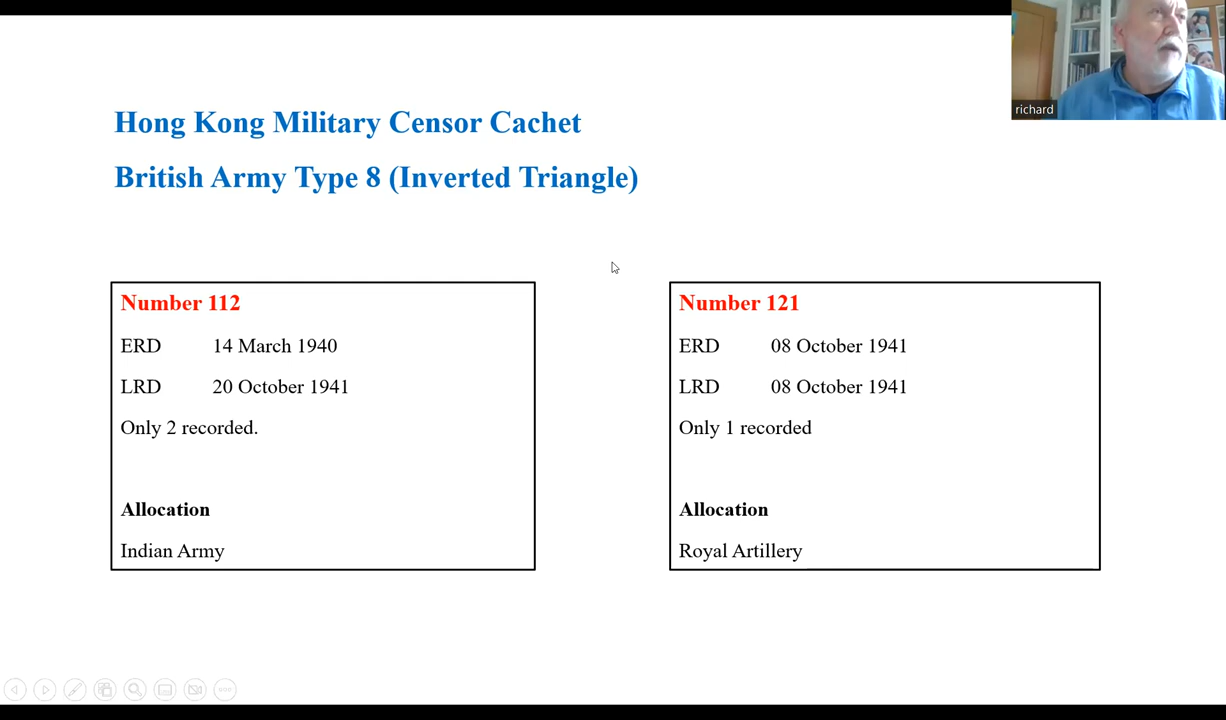 Hong Kong Military Censor Cachet
British Army Type 8 (Inverted Triangle)
richard
Number 112
ERD 14 March 1940
LRD 20 October 1941
Only 2 recorded.
Allocation
Indian Army
Number 121
ERD 08 October 1941
LRD 08 October 1941
Only 1 recorded
Allocation
Royal Artillery